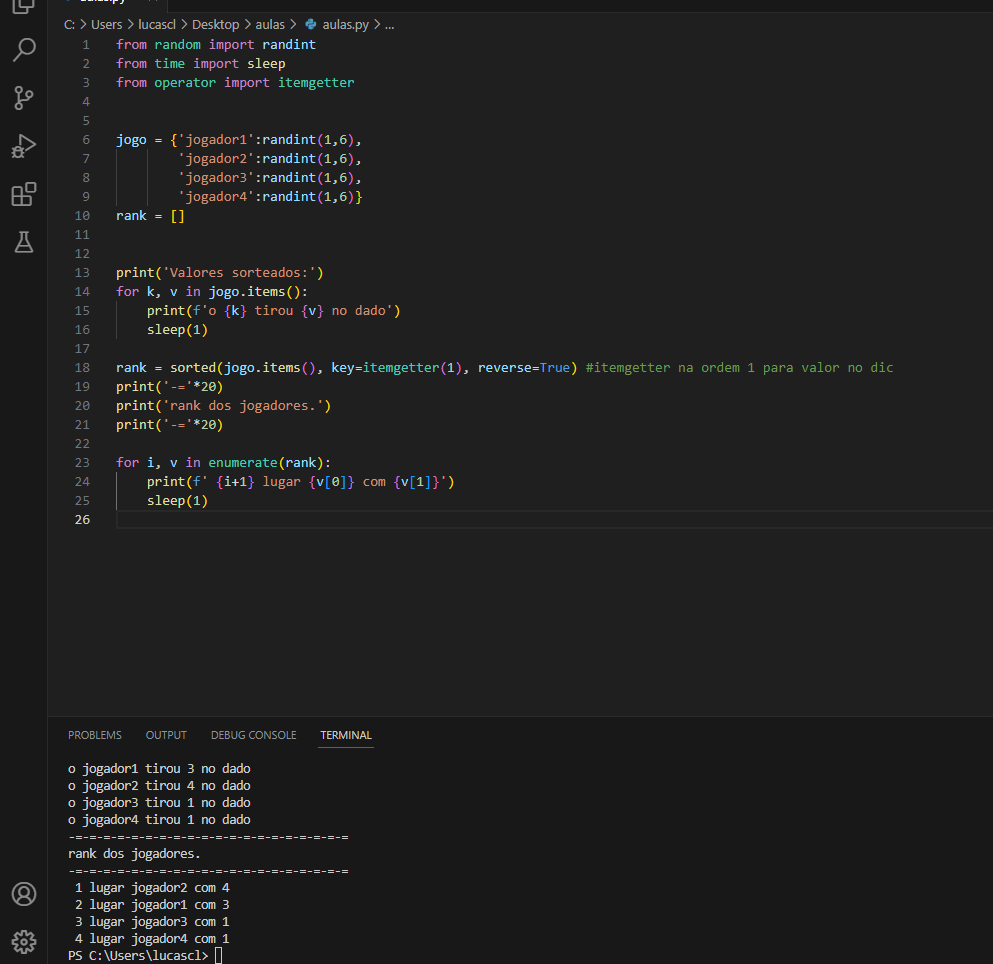 C: > Users > lucascl > Desktop > aulas > aulas.py > ...
1 from random import randint
2 from time import sleep
3 from operator import itemgetter
4
5
6 jogo = {'jogador1':randint(1,6),
7         'jogador2':randint(1,6),
8         'jogador3':randint(1,6),
9         'jogador4':randint(1,6)}
10 rank = []
11
12
13 print('Valores sorteados:')
14 for k, v in jogo.items():
15     print(f'o {k} tirou {v} no dado')
16     sleep(1)
17
18 rank = sorted(jogo.items(), key=itemgetter(1), reverse=True) #itemgetter na ordem 1 para valor no dic
19 print('-='*20)
20 print('rank dos jogadores.')
21 print('-='*20)
22
23 for i, v in enumerate(rank):
24     print(f' {i+1} lugar {v[0]} com {v[1]}')
25     sleep(1)
26
PROBLEMS OUTPUT DEBUG CONSOLE TERMINAL
o jogador1 tirou 3 no dado
o jogador2 tirou 4 no dado
o jogador3 tirou 1 no dado
o jogador4 tirou 1 no dado
-=-=-=-=-=-=-=-=-=-=-=-=-=-=-=-=-=-=-=-=
rank dos jogadores.
-=-=-=-=-=-=-=-=-=-=-=-=-=-=-=-=-=-=-=-=
1 lugar jogador2 com 4
2 lugar jogador1 com 3
3 lugar jogador3 com 1
4 lugar jogador4 com 1
PS C:\Users\lucascl>